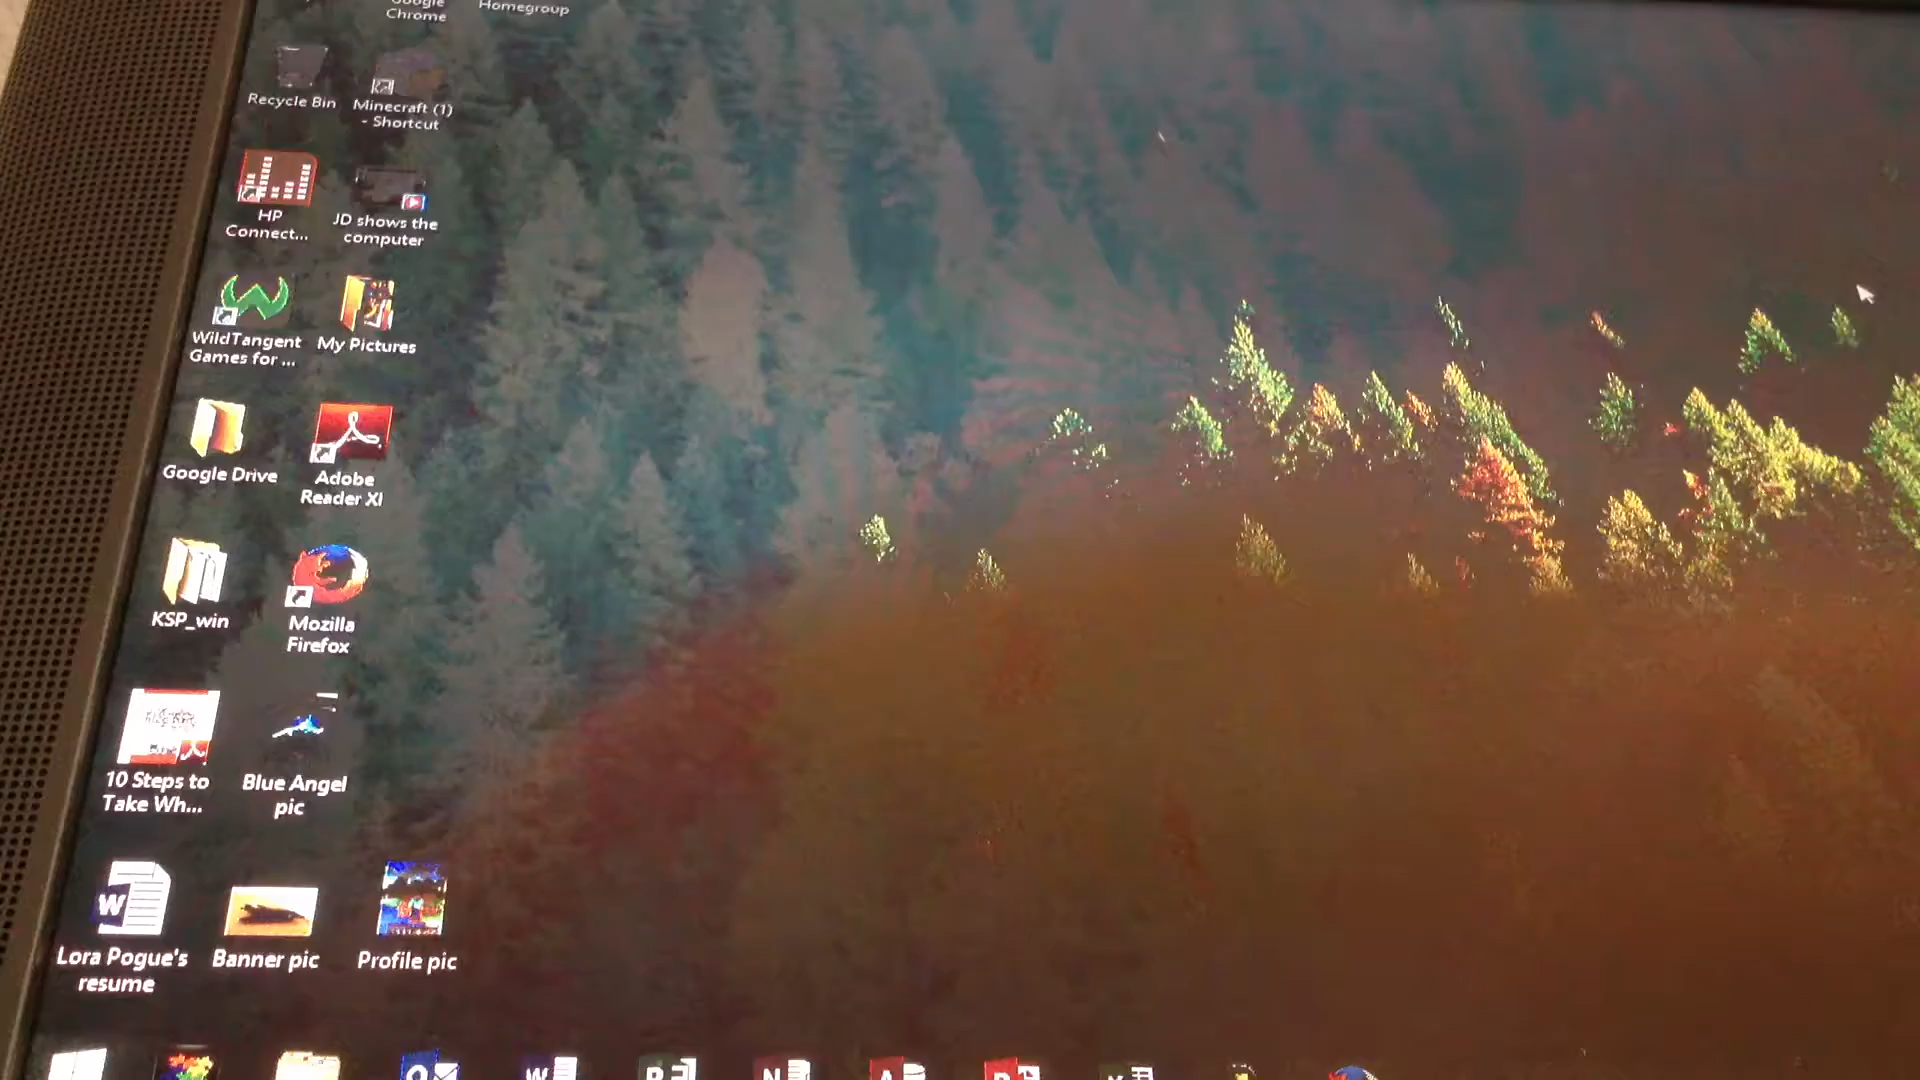 Google
Chrome
Homegroup
Recycle Bin
Minecraft (1)
- Shortcut
HP
Connect...
JD shows the
computer
WildTangent
Games for ...
My Pictures
Google Drive
Adobe
Reader XI
KSP_win
Mozilla
Firefox
10 Steps to
Take Wh...
Blue Angel
pic
W
Lora Pogue's
resume
Banner pic
Profile pic
O
W
P
N
A
P
X